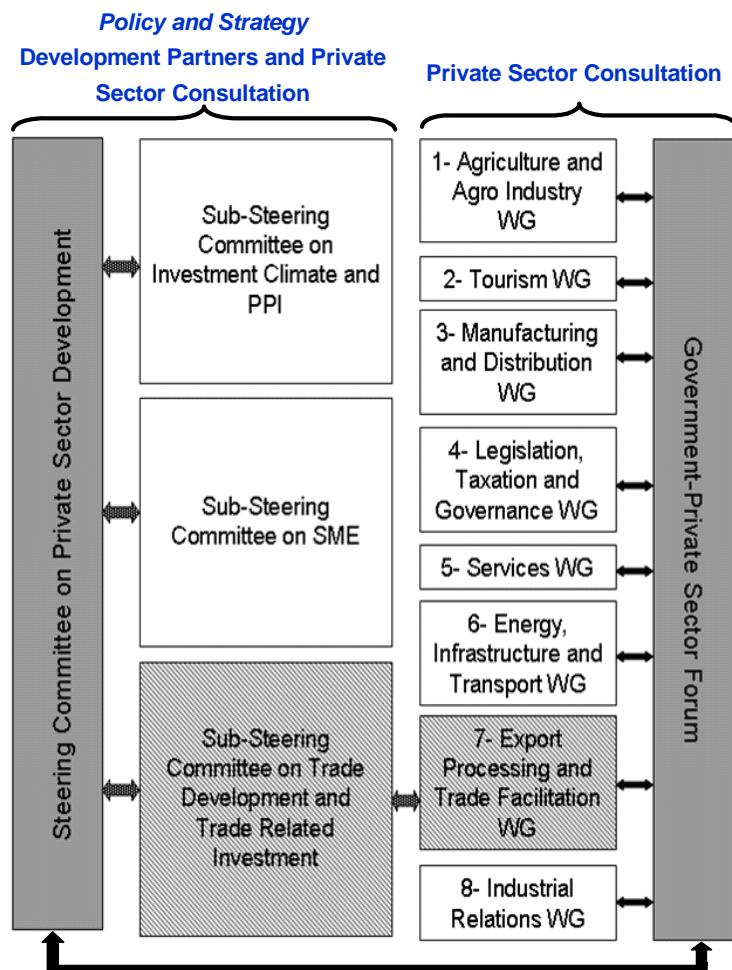 Policy and Strategy
Development Partners and Private
Sector Consultation
Private Sector Consultation
Steering Committee on Private Sector Development
Sub-Steering
Committee on
Investment Climate and
PPI
Sub-Steering
Committee on SME
Sub-Steering
Committee on Trade
Development and
Trade Related
Investment
1- Agriculture and
Agro Industry
WG
2- Tourism WG
3- Manufacturing
and Distribution
WG
4- Legislation,
Taxation and
Governance WG
5- Services WG
6- Energy,
Infrastructure and
Transport WG
7- Export
Processing and
Trade Facilitation
WG
8- Industrial
Relations WG
Government-Private Sector Forum